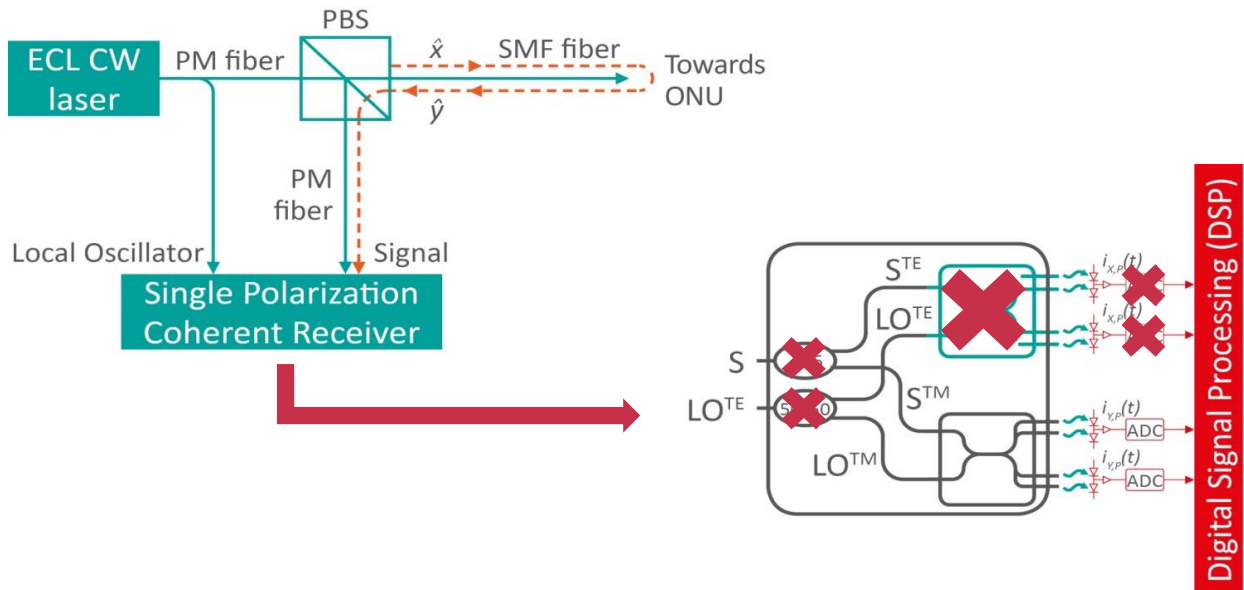 PBS
ECL CW
laser
PM fiber
x̂
SMF fiber
Towards
ONU
ŷ
PM
fiber
Local Oscillator
Signal
Single Polarization
Coherent Receiver
S
LO^TE
S^TE
LO^TE
S^TM
LO^TM
i_X,P(t)
i_X,P(t)
i_Y,P(t)
ADC
i_Y,P(t)
ADC
Digital Signal Processing (DSP)